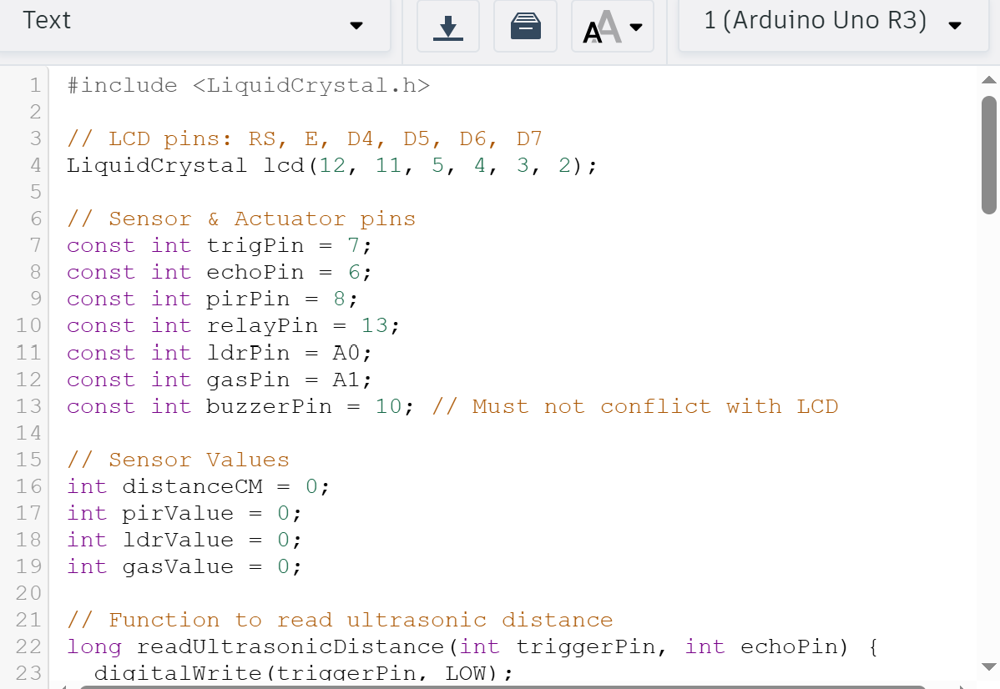 Text
1 (Arduino Uno R3)
1 #include <LiquidCrystal.h>
2
3 // LCD pins: RS, E, D4, D5, D6, D7
4 LiquidCrystal lcd(12, 11, 5, 4, 3, 2);
5
6 // Sensor & Actuator pins
7 const int trigPin = 7;
8 const int echoPin = 6;
9 const int pirPin = 8;
10 const int relayPin = 13;
11 const int ldrPin = A0;
12 const int gasPin = A1;
13 const int buzzerPin = 10; // Must not conflict with LCD
14
15 // Sensor Values
16 int distanceCM = 0;
17 int pirValue = 0;
18 int ldrValue = 0;
19 int gasValue = 0;
20
21 // Function to read ultrasonic distance
22 long readUltrasonicDistance(int triggerPin, int echoPin) {
23   digitalWrite(triggerPin, LOW);